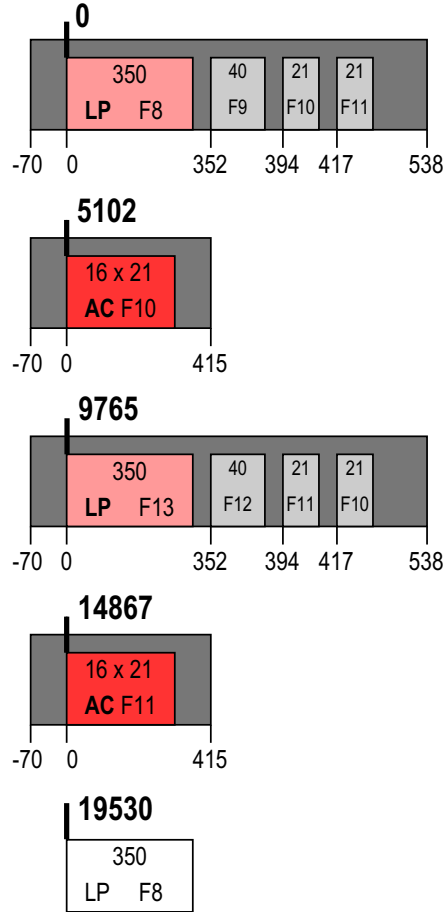 0
350 40 21 21
LP F8 F9 F10 F11
-70 0 352 394 417 538
5102
16 x 21
AC F10
-70 0 415
9765
350 40 21 21
LP F13 F12 F11 F10
-70 0 352 394 417 538
14867
16 x 21
AC F11
-70 0 415
19530
350
LP F8